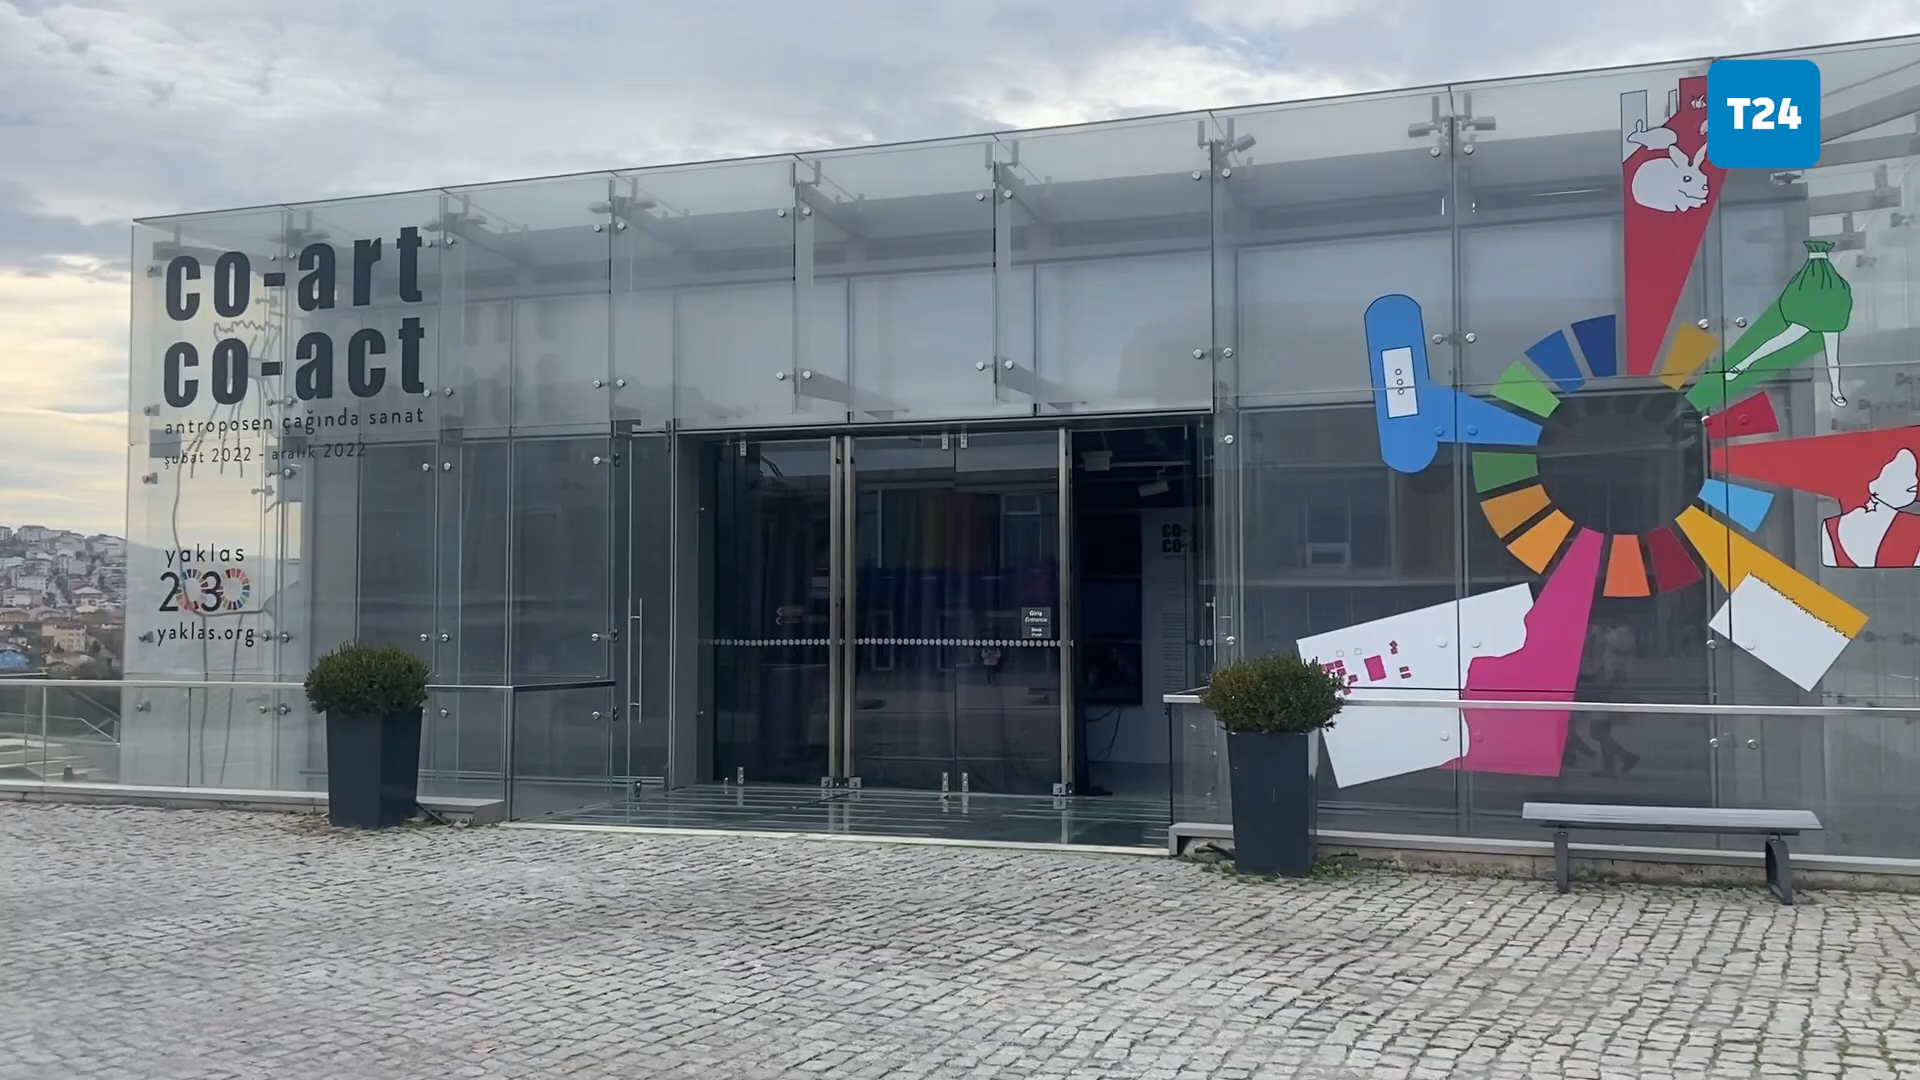 T24
co-art
co-act
antroposen çağında sanat
şubat 2022 - aralık 2022
yaklas
2030
yaklas.org
Giriş
Entrance